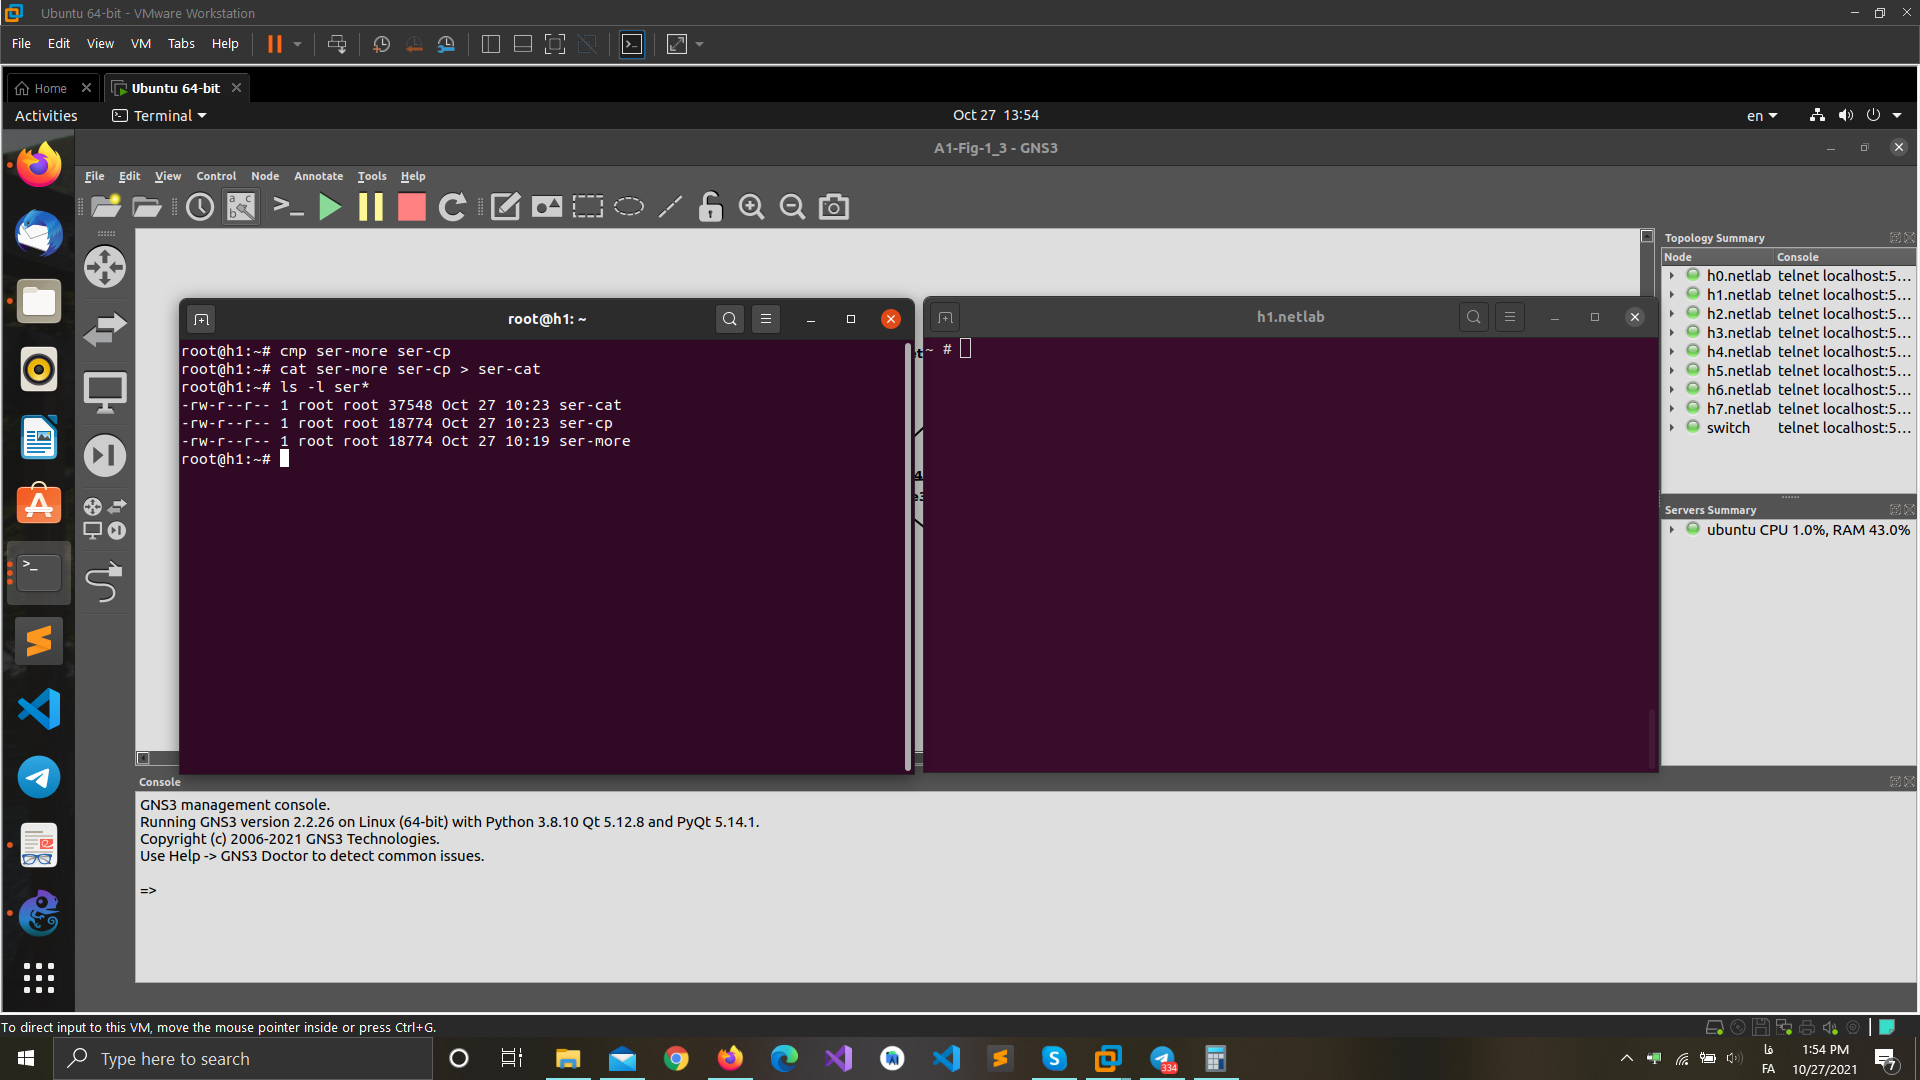 Ubuntu 64-bit - VMware Workstation
File Edit View VM Tabs Help
Home
Ubuntu 64-bit
Activities
Terminal
Oct 27 13:54
en
A1-Fig-1_3 - GNS3
File Edit View Control Node Annotate Tools Help
Topology Summary
Node Console
h0.netlab telnet localhost:5...
h1.netlab telnet localhost:5...
h2.netlab telnet localhost:5...
h3.netlab telnet localhost:5...
h4.netlab telnet localhost:5...
h5.netlab telnet localhost:5...
h6.netlab telnet localhost:5...
h7.netlab telnet localhost:5...
switch telnet localhost:5...
Servers Summary
ubuntu CPU 1.0%, RAM 43.0%
root@h1: ~
root@h1:~# cmp ser-more ser-cp
root@h1:~# cat ser-more ser-cp > ser-cat
root@h1:~# ls -l ser*
-rw-r--r-- 1 root root 37548 Oct 27 10:23 ser-cat
-rw-r--r-- 1 root root 18774 Oct 27 10:23 ser-cp
-rw-r--r-- 1 root root 18774 Oct 27 10:19 ser-more
root@h1:~#
h1.netlab
~ #
Console
GNS3 management console.
Running GNS3 version 2.2.26 on Linux (64-bit) with Python 3.8.10 Qt 5.12.8 and PyQt 5.14.1.
Copyright (c) 2006-2021 GNS3 Technologies.
Use Help -> GNS3 Doctor to detect common issues.
=>
To direct input to this VM, move the mouse pointer inside or press Ctrl+G.
Type here to search
334
فا
FA
1:54 PM
10/27/2021
7